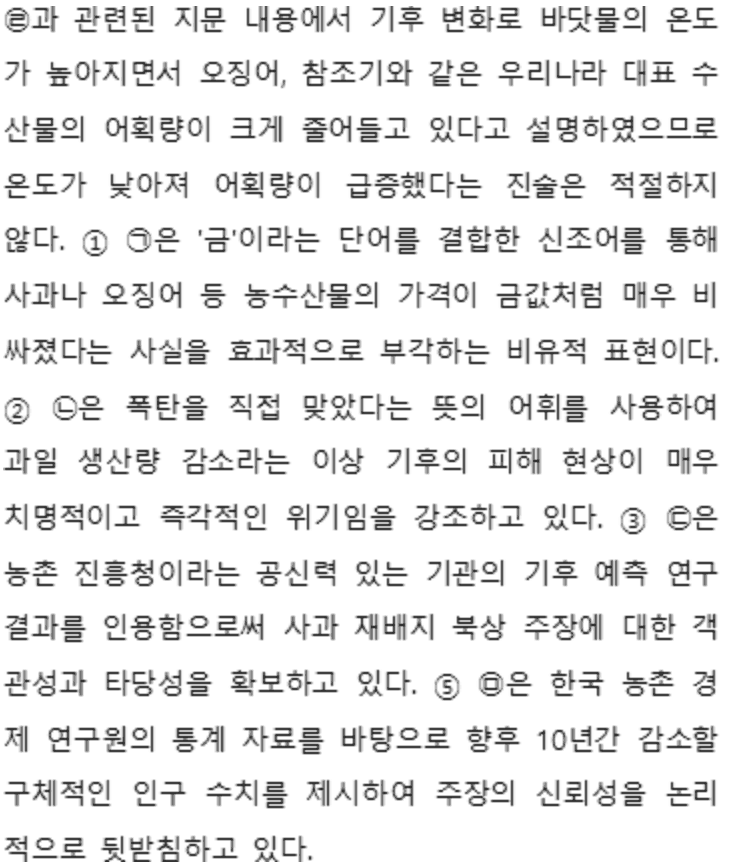 ㉣과 관련된 지문 내용에서 기후 변화로 바닷물의 온도
가 높아지면서 오징어, 참조기와 같은 우리나라 대표 수
산물의 어획량이 크게 줄어들고 있다고 설명하였으므로
온도가 낮아져 어획량이 급증했다는 진술은 적절하지
않다. ① ㉠은 '금'이라는 단어를 결합한 신조어를 통해
사과나 오징어 등 농수산물의 가격이 금값처럼 매우 비
싸졌다는 사실을 효과적으로 부각하는 비유적 표현이다.
② ㉡은 폭탄을 직접 맞았다는 뜻의 어휘를 사용하여
과일 생산량 감소라는 이상 기후의 피해 현상이 매우
치명적이고 즉각적인 위기임을 강조하고 있다. ③ ㉢은
농촌 진흥청이라는 공신력 있는 기관의 기후 예측 연구
결과를 인용함으로써 사과 재배지 북상 주장에 대한 객
관성과 타당성을 확보하고 있다. ⑤ ㉤은 한국 농촌 경
제 연구원의 통계 자료를 바탕으로 향후 10년간 감소할
구체적인 인구 수치를 제시하여 주장의 신뢰성을 논리
적으로 뒷받침하고 있다.